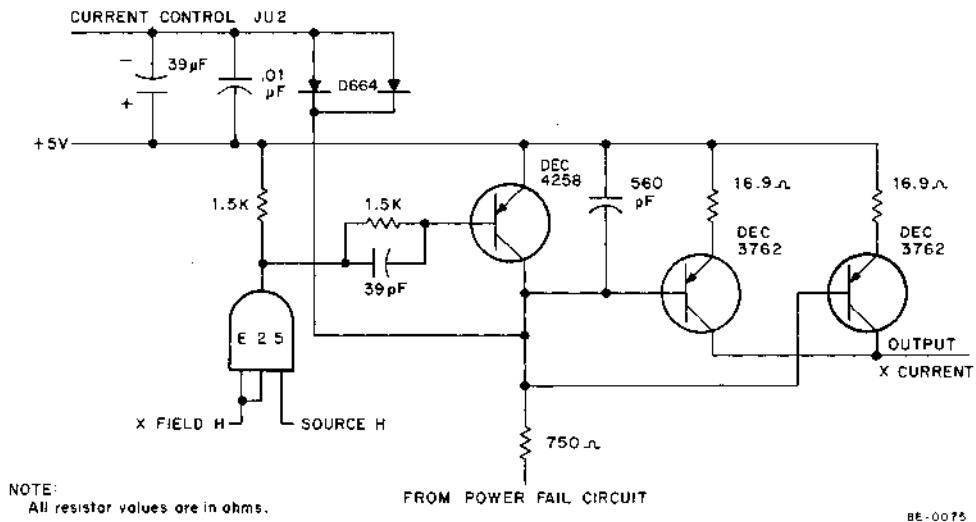 CURRENT CONTROL JU2
39µF
.01
µF
D664
+5V
1.5K
1.5K
39pF
DEC
4258
560
pF
16.9Ω
16.9Ω
DEC
3762
DEC
3762
E25
X FIELD H
SOURCE H
OUTPUT
X CURRENT
750Ω
FROM POWER FAIL CIRCUIT
NOTE:
All resistor values are in ohms.
BE-0075